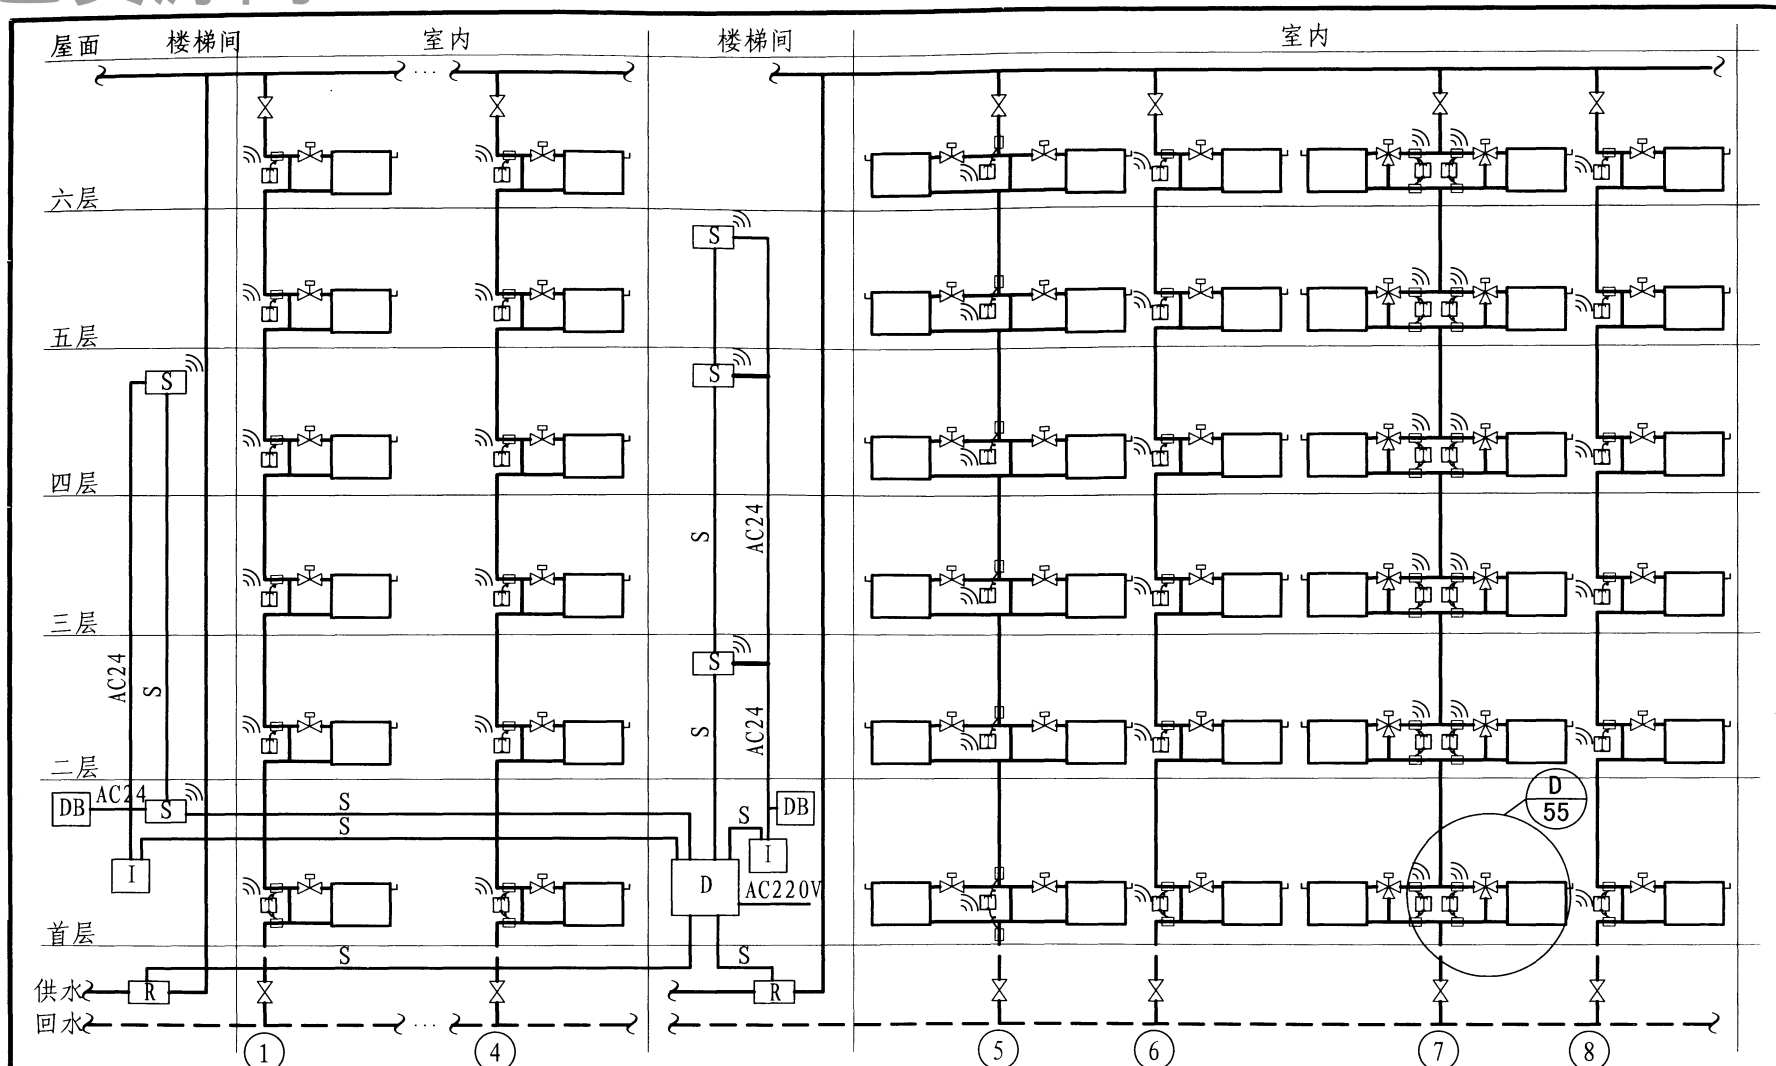 屋面 楼梯间 室内 楼梯间 室内
六层
S
五层
S S
四层
S AC24
三层
AC24 S S
S AC24
二层
DB AC24 S S S DB D
S 55
I D I
AC220V
首层
S S
供水 R R
回水
1 4 5 6 7 8